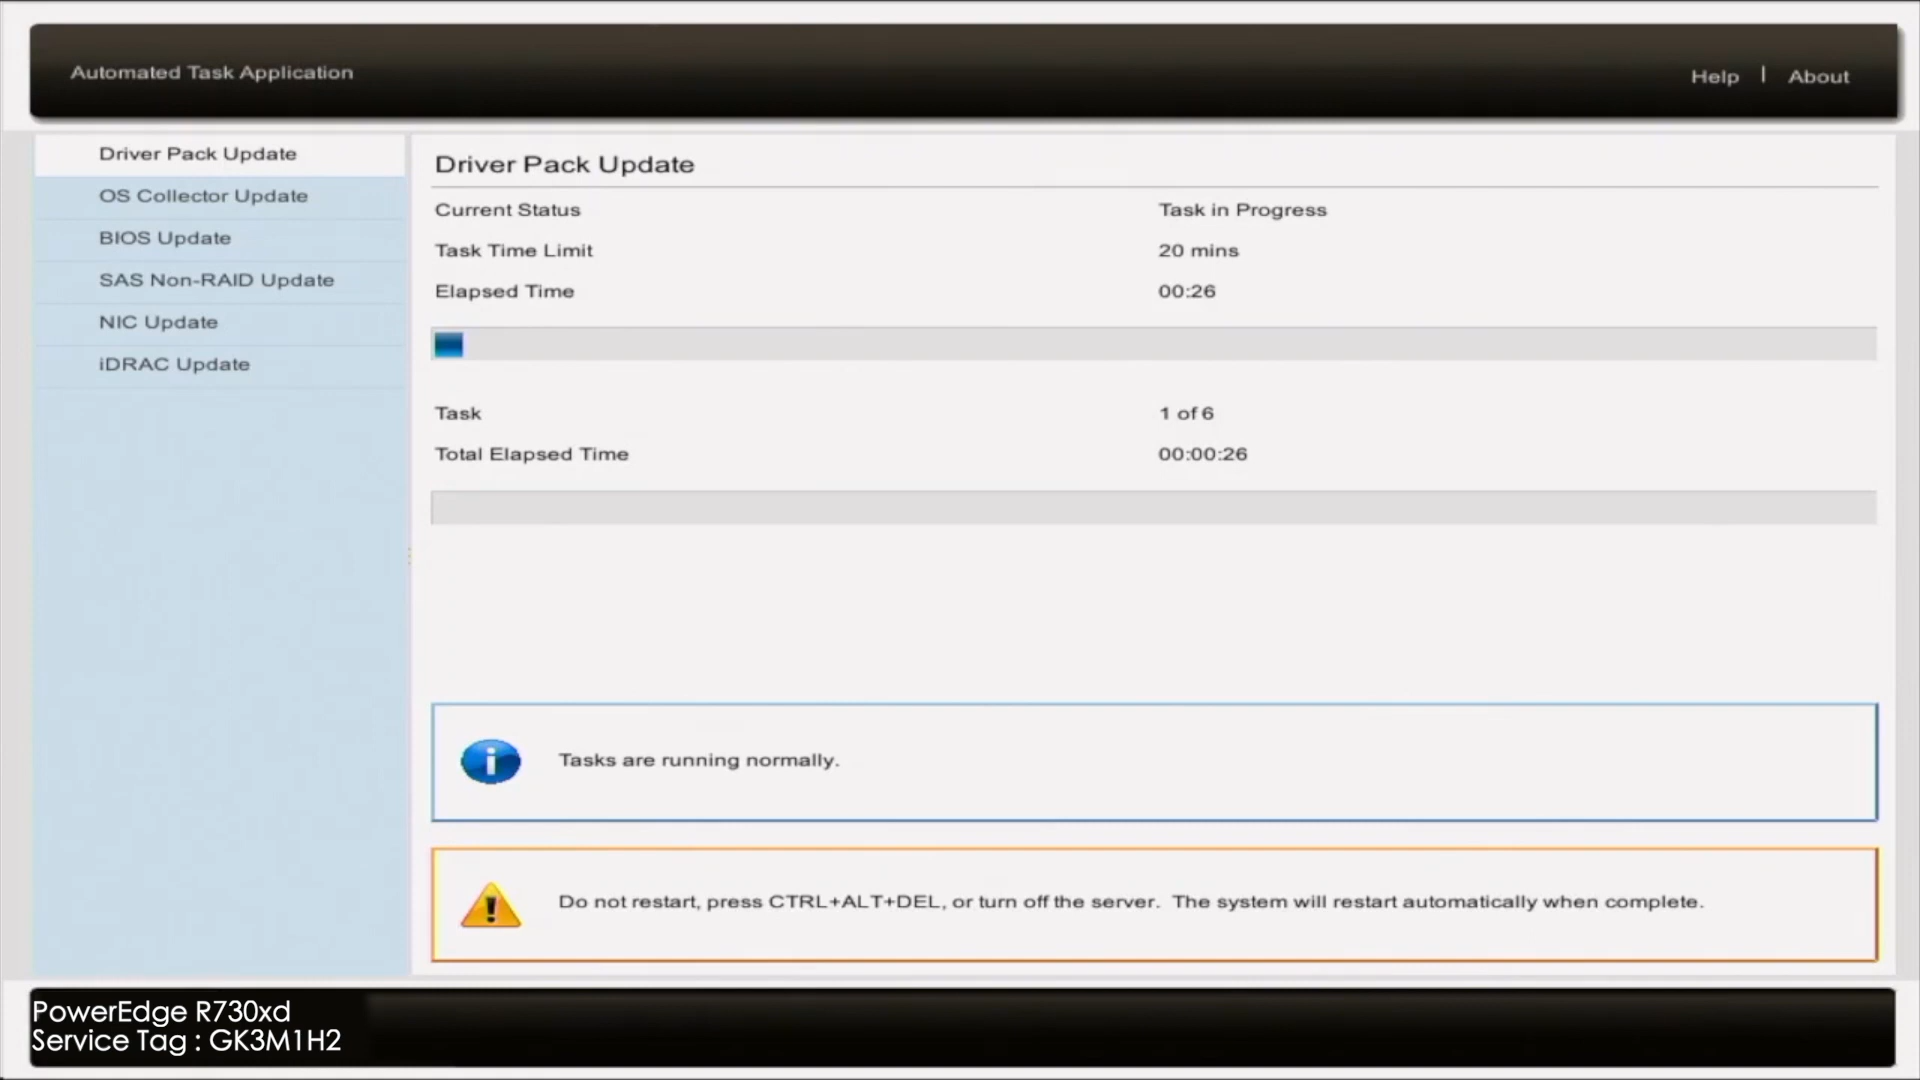 Automated Task Application
Help | About
Driver Pack Update
OS Collector Update
BIOS Update
SAS Non-RAID Update
NIC Update
iDRAC Update
Driver Pack Update
Current Status Task in Progress
Task Time Limit 20 mins
Elapsed Time 00:26
Task 1 of 6
Total Elapsed Time 00:00:26
Tasks are running normally.
Do not restart, press CTRL+ALT+DEL, or turn off the server. The system will restart automatically when complete.
PowerEdge R730xd
Service Tag : GK3M1H2